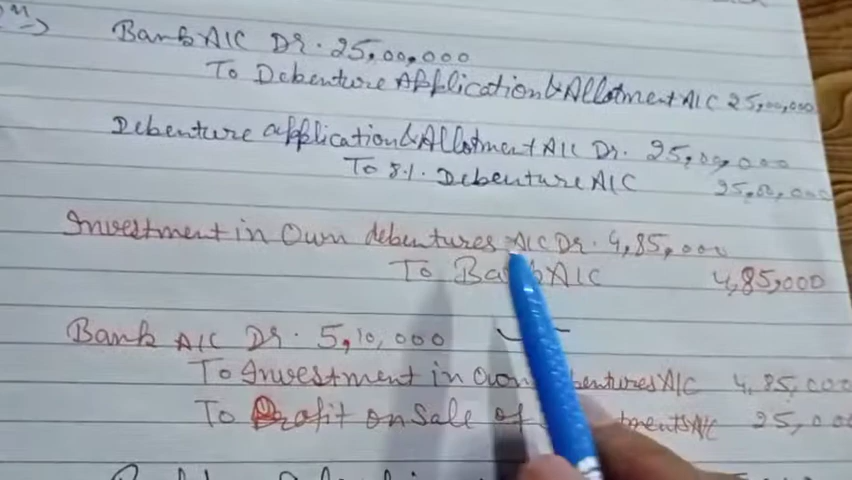 Bank A/C Dr. 25,00,000
To Debenture Application & Allotment A/C 25,00,000
Debenture application & Allotment A/C Dr. 25,00,000
To 8%. Debenture A/C 25,00,000
Investment in Own debentures A/C Dr. 4,85,000
To Bank A/C 4,85,000
Bank A/C Dr. 5,10,000
To Investment in Own A/C 4,85,000
To Profit on Sale of A/C 25,000